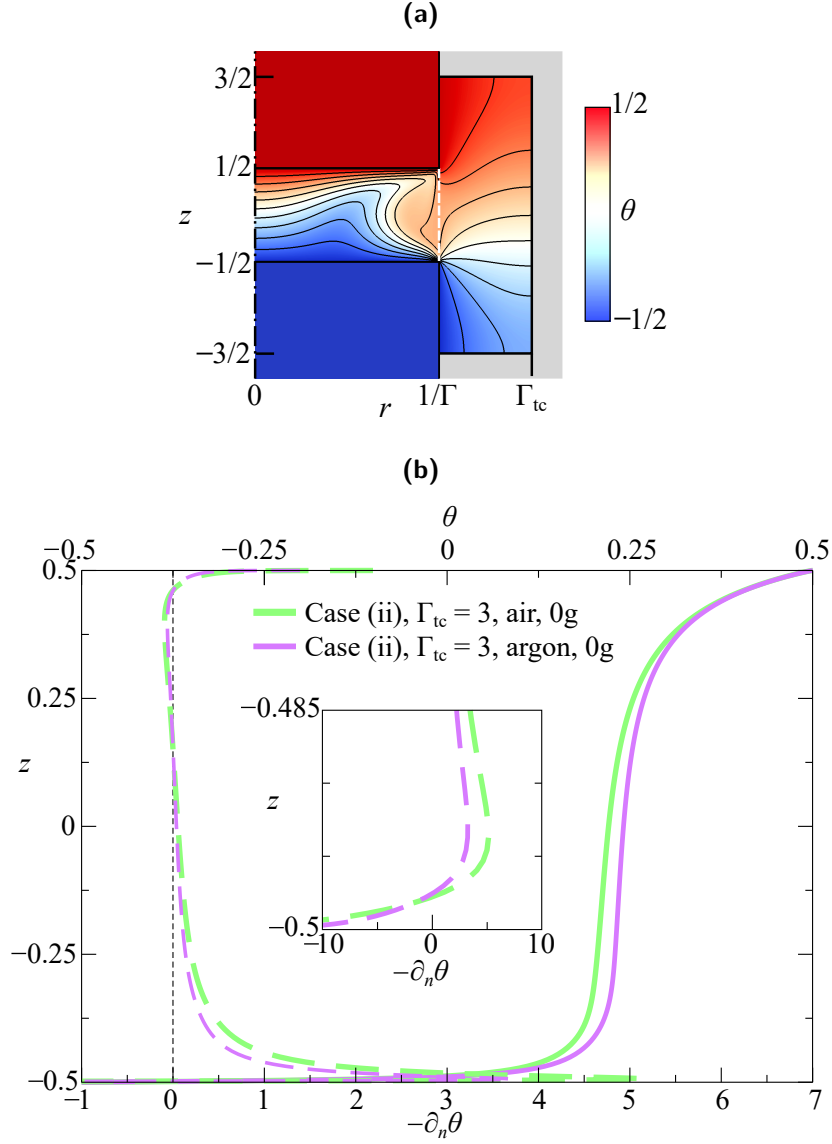 (a)
3/2
1/2
z
−1/2
−3/2
0
r
1/Γ
Γtc
1/2
θ
−1/2
(b)
θ
−0.5
−0.25
0
0.25
0.5
0.5
0.25
z
0
−0.25
−0.5
Case (ii), Γtc = 3, air, 0g
Case (ii), Γtc = 3, argon, 0g
−0.485
z
−0.5
−10
0
10
−∂nθ
−1
0
1
2
3
4
5
6
7
−∂nθ